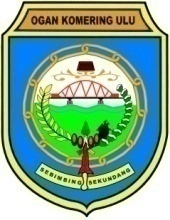 OGAN KOMERING ULU
SEBIMBING SEKUNDANG